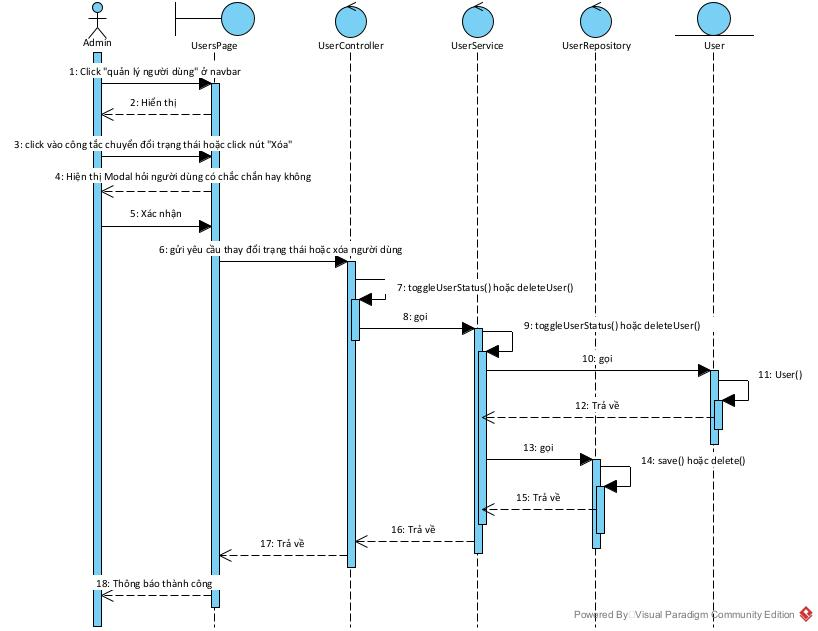 Admin
UsersPage
UserController
UserService
UserRepository
User
1: Click "quản lý người dùng" ở navbar
2: Hiển thị
3: click vào công tắc chuyển đổi trạng thái hoặc click nút "Xóa"
4: Hiện thị Modal hỏi người dùng có chắc chắn hay không
5: Xác nhận
6: gửi yêu cầu thay đổi trạng thái hoặc xóa người dùng
7: toggleUserStatus() hoặc deleteUser()
8: gọi
9: toggleUserStatus() hoặc deleteUser()
10: gọi
11: User()
12: Trả về
13: gọi
14: save() hoặc delete()
15: Trả về
16: Trả về
17: Trả về
18: Thông báo thành công
Powered By Visual Paradigm Community Edition